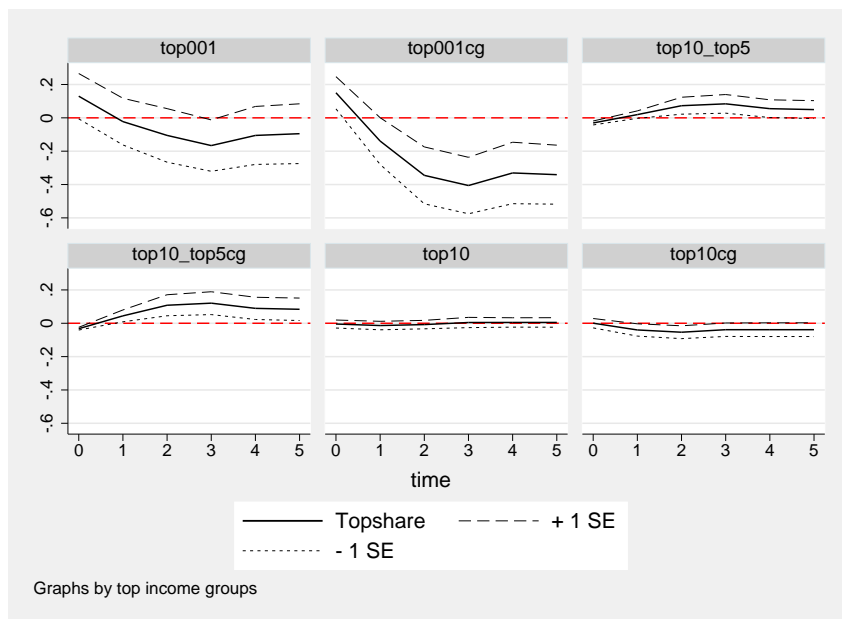 top001
top001cg
top10_top5
.2
0
-.2
-.4
-.6
top10_top5cg
top10
top10cg
.2
0
-.2
-.4
-.6
0 1 2 3 4 5
0 1 2 3 4 5
0 1 2 3 4 5
time
Topshare
+ 1 SE
- 1 SE
Graphs by top income groups